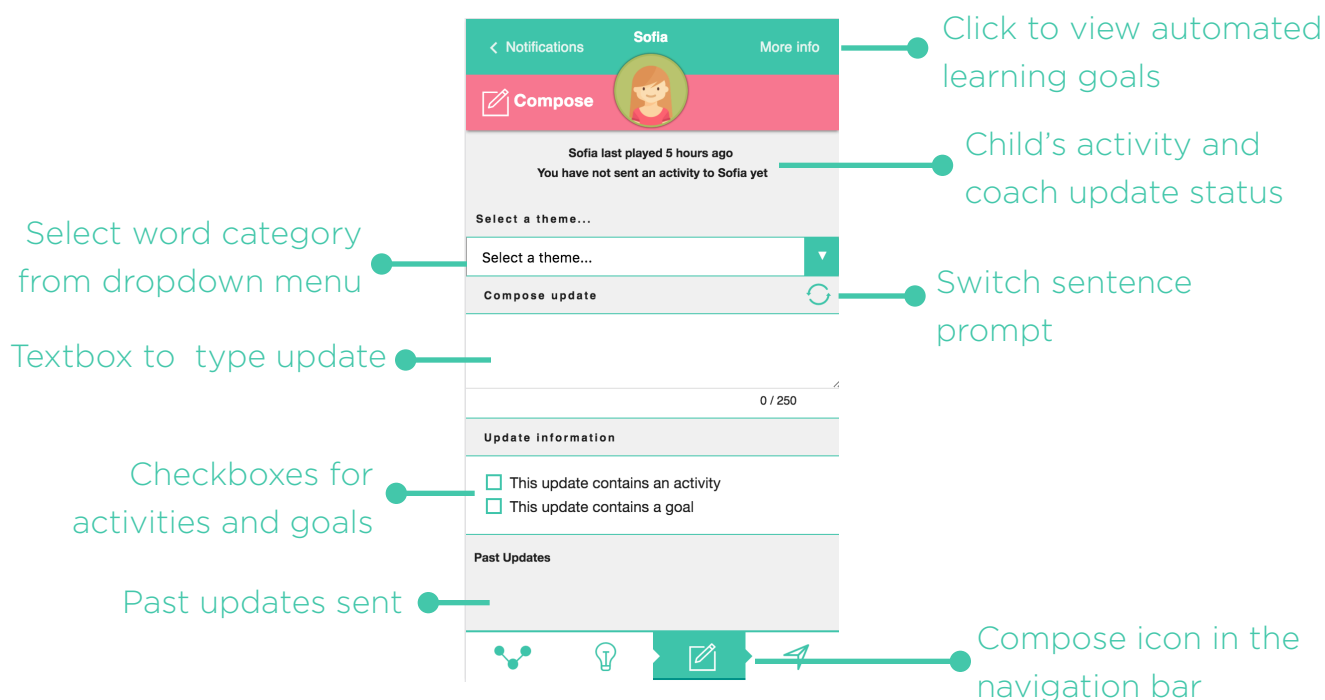 Notifications
Sofia
More info
Click to view automated
learning goals
Compose
Sofia last played 5 hours ago
You have not sent an activity to Sofia yet
Child’s activity and
coach update status
Select a theme...
Select word category
from dropdown menu
Select a theme...
Compose update
Switch sentence
prompt
Textbox to type update
0 / 250
Update information
Checkboxes for
activities and goals
This update contains an activity
This update contains a goal
Past Updates
Past updates sent
Compose icon in the
navigation bar